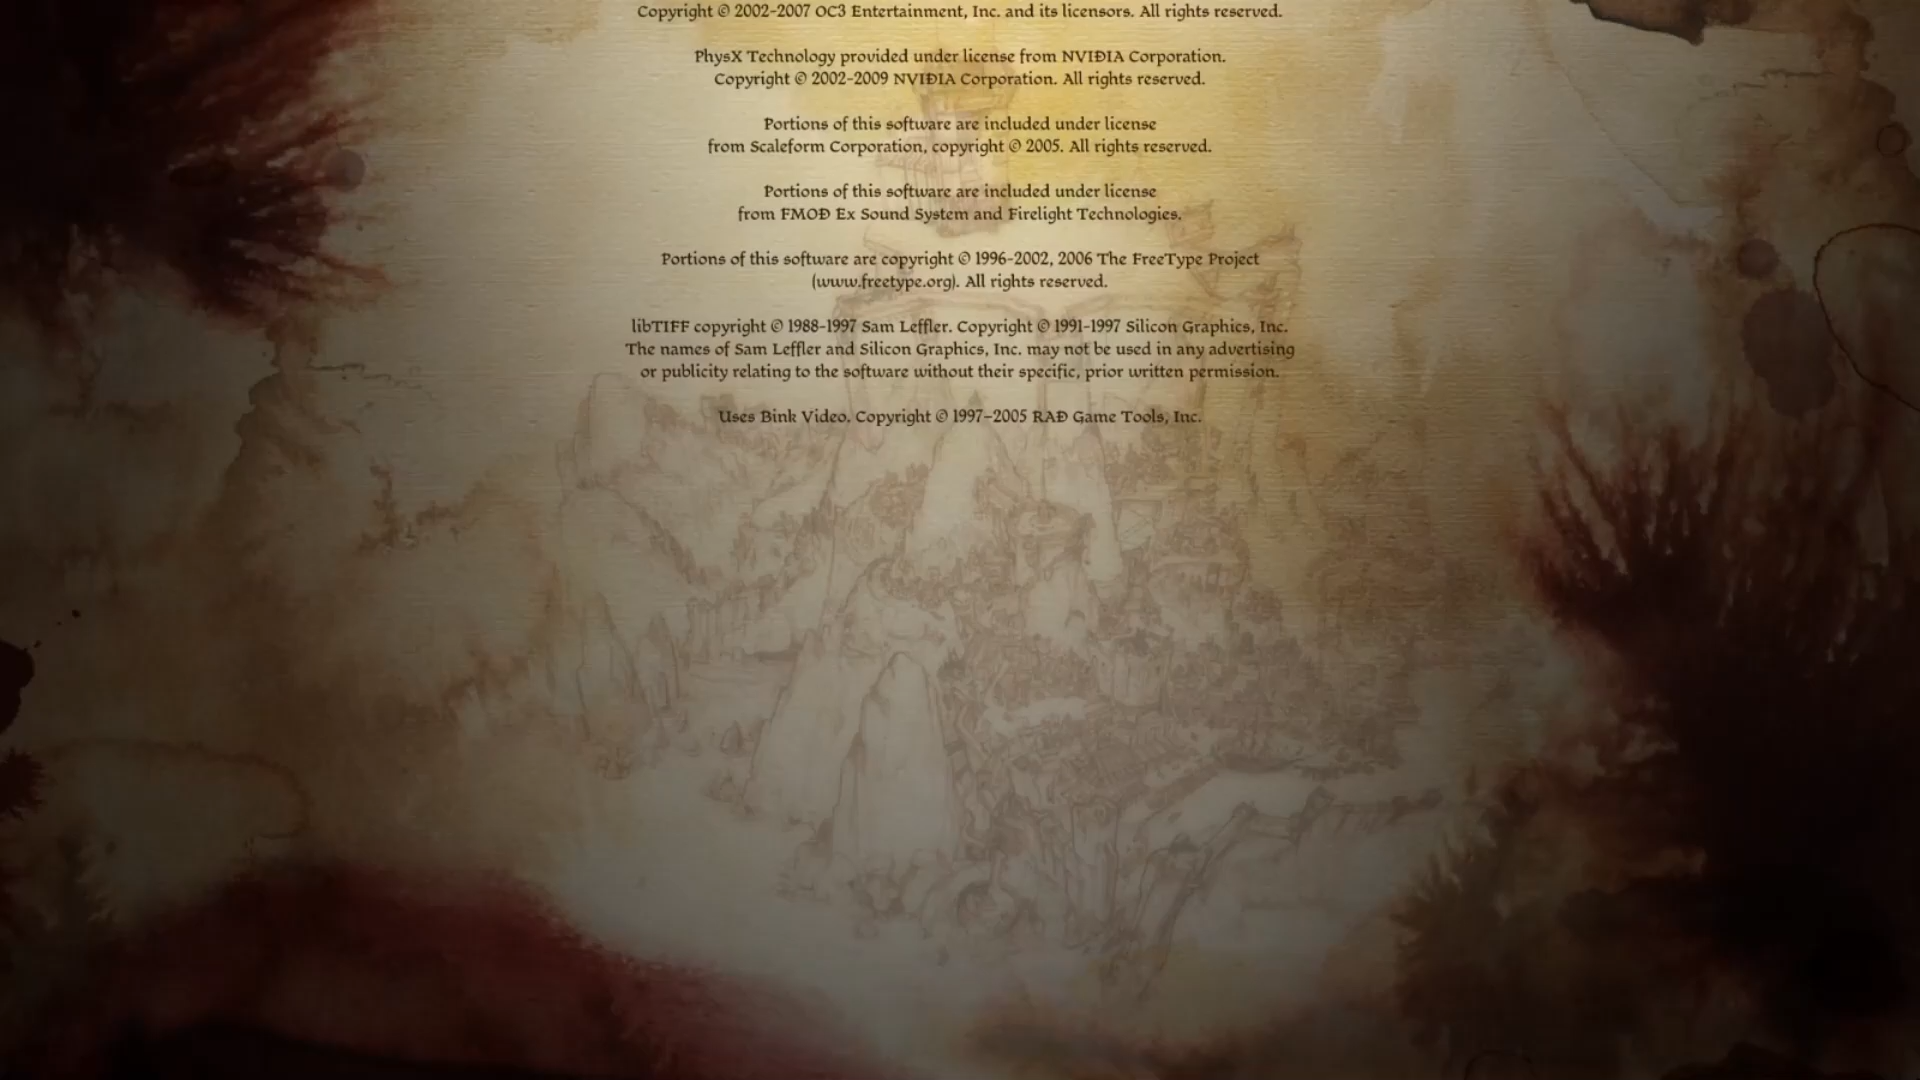 Copyright © 2002-2007 OC3 Entertainment, Inc. and its licensors. All rights reserved.
PhysX Technology provided under license from NVIDIA Corporation.
Copyright © 2002-2009 NVIDIA Corporation. All rights reserved.
Portions of this software are included under license
from Scaleform Corporation, copyright © 2005. All rights reserved.
Portions of this software are included under license
from FMOD Ex Sound System and Firelight Technologies.
Portions of this software are copyright © 1996-2002, 2006 The FreeType Project
(www.freetype.org). All rights reserved.
libTIFF copyright © 1988-1997 Sam Leffler. Copyright © 1991-1997 Silicon Graphics, Inc.
The names of Sam Leffler and Silicon Graphics, Inc. may not be used in any advertising
or publicity relating to the software without their specific, prior written permission.
Uses Bink Video. Copyright © 1997–2005 RAD Game Tools, Inc.